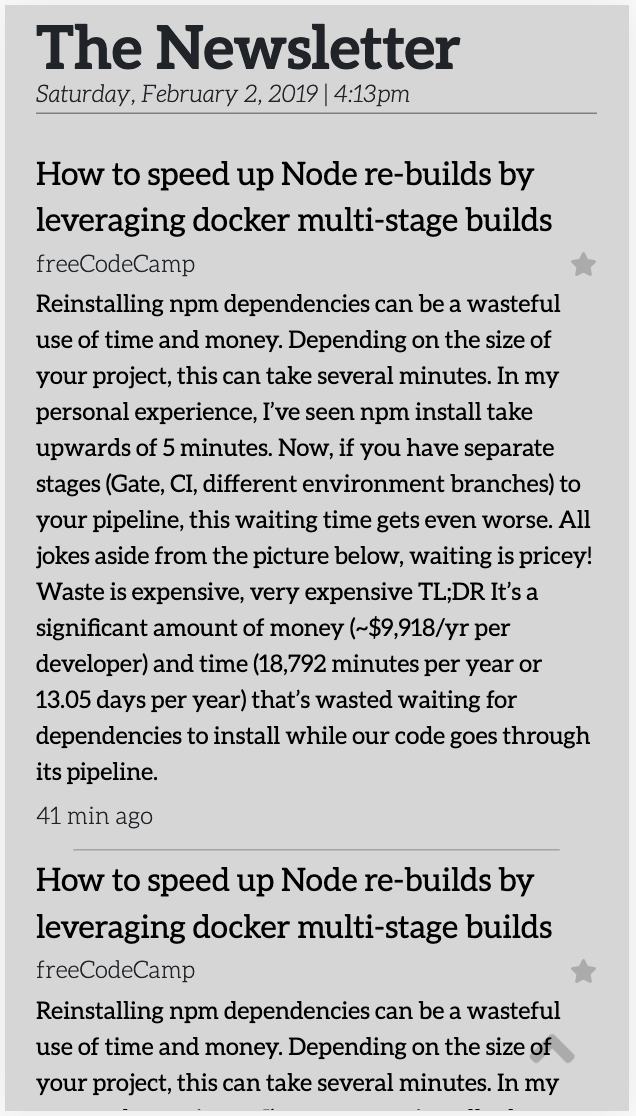 The Newsletter
Saturday, February 2, 2019 | 4:13pm
How to speed up Node re-builds by
leveraging docker multi-stage builds
freeCodeCamp
Reinstalling npm dependencies can be a wasteful
use of time and money. Depending on the size of
your project, this can take several minutes. In my
personal experience, I’ve seen npm install take
upwards of 5 minutes. Now, if you have separate
stages (Gate, CI, different environment branches) to
your pipeline, this waiting time gets even worse. All
jokes aside from the picture below, waiting is pricey!
Waste is expensive, very expensive TL;DR It’s a
significant amount of money (~$9,918/yr per
developer) and time (18,792 minutes per year or
13.05 days per year) that’s wasted waiting for
dependencies to install while our code goes through
its pipeline.
41 min ago
How to speed up Node re-builds by
leveraging docker multi-stage builds
freeCodeCamp
Reinstalling npm dependencies can be a wasteful
use of time and money. Depending on the size of
your project, this can take several minutes. In my